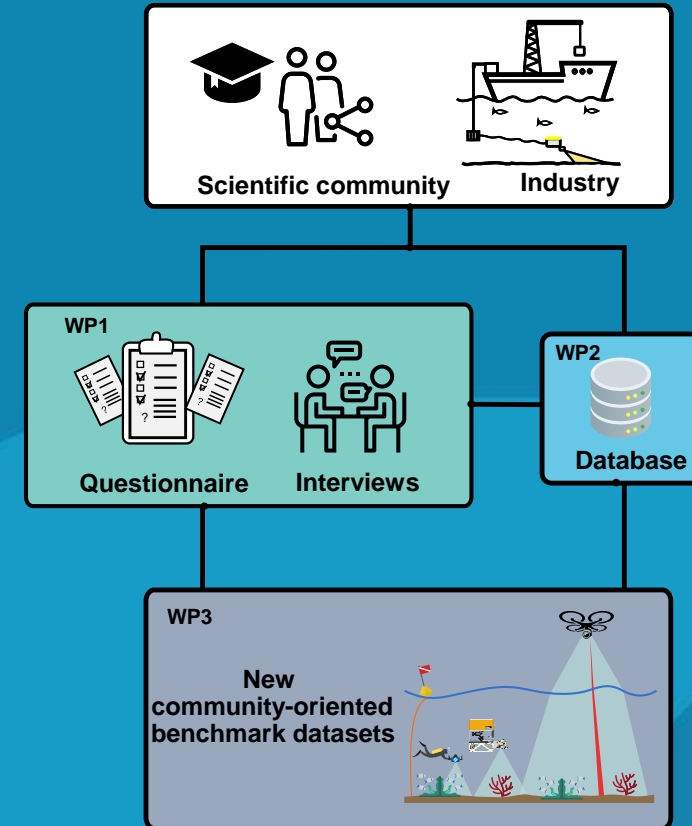 Scientific community
Industry
WP1
Questionnaire
Interviews
WP2
Database
WP3
New
community-oriented
benchmark datasets